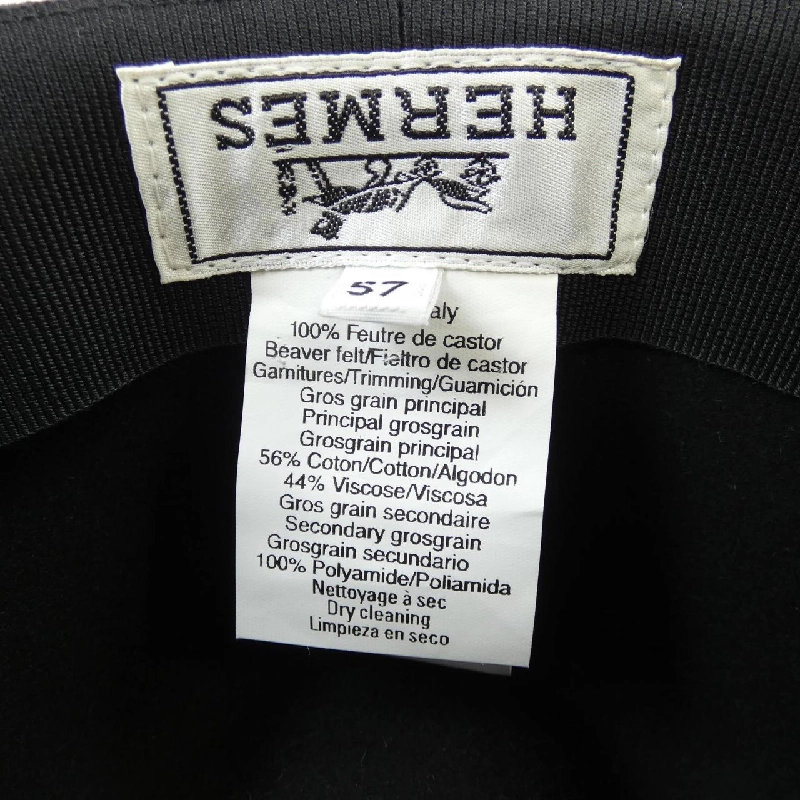 HERMES
57
aly
100% Feutre de castor
Beaver felt/Fieltro de castor
Garnitures/Trimming/Guarnición
Gros grain principal
Principal grosgrain
Grosgrain principal
56% Coton/Cotton/Algodon
44% Viscose/Viscosa
Gros grain secondaire
Secondary grosgrain
Grosgrain secundario
100% Polyamide/Poliamida
Nettoyage à sec
Dry cleaning
Limpieza en seco